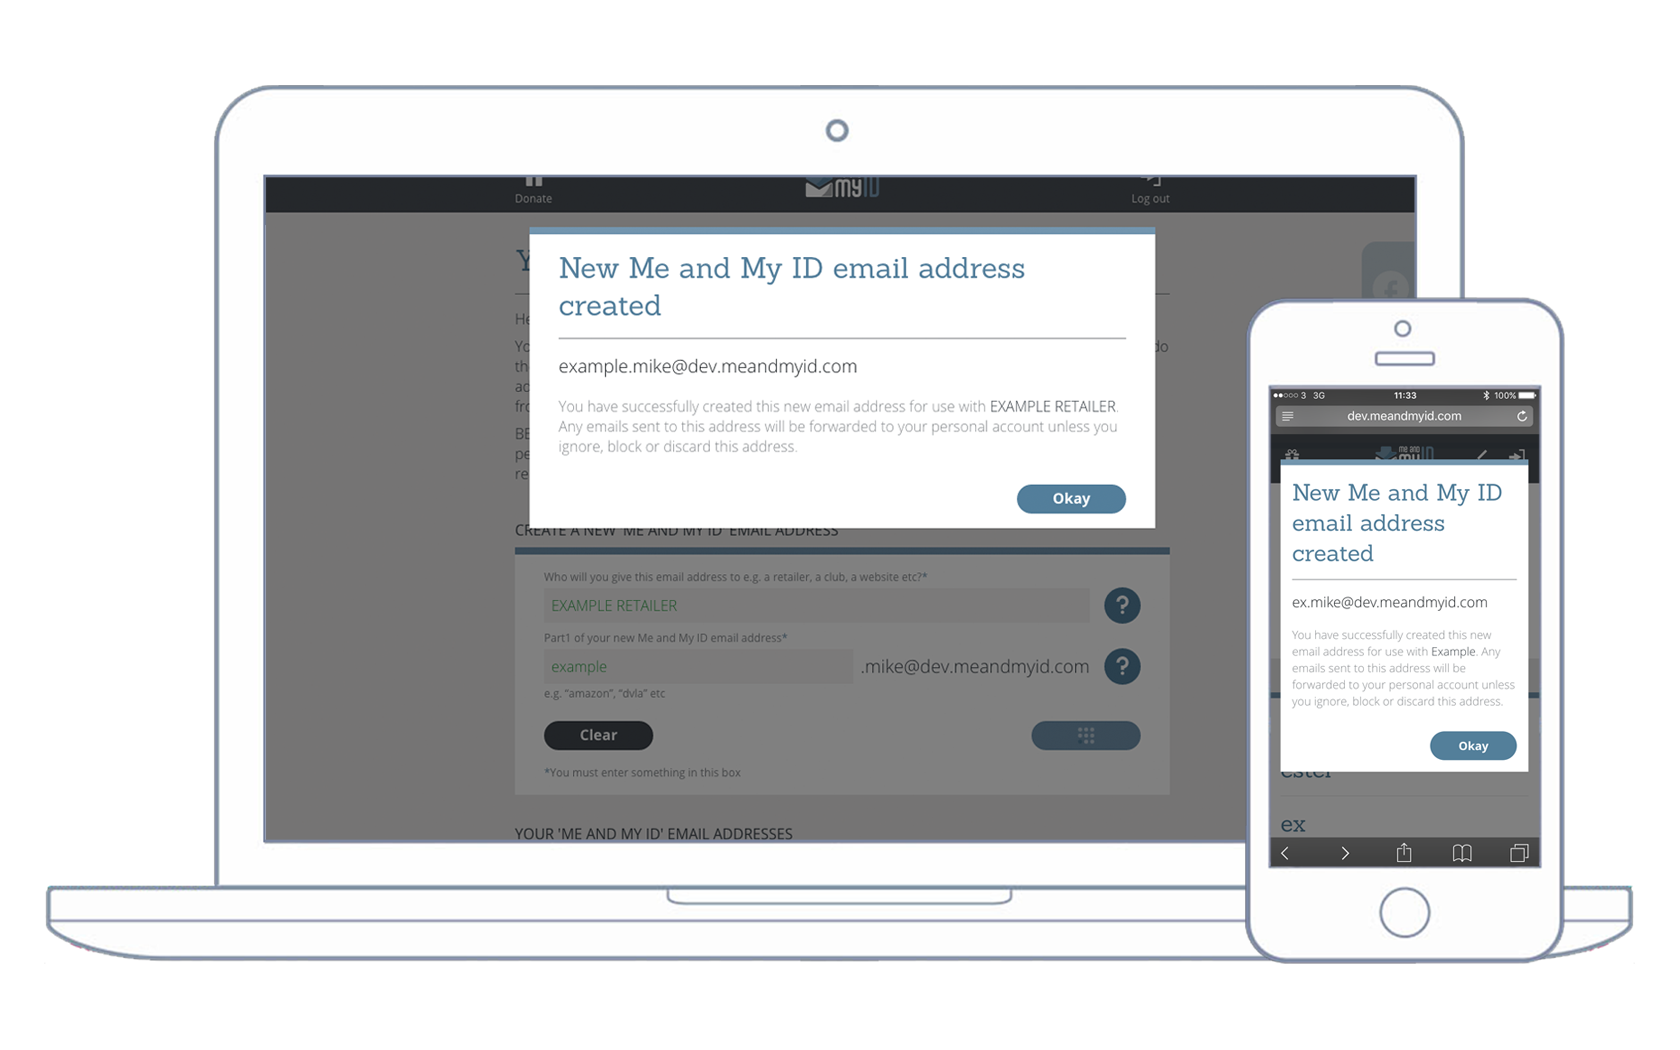 Donate
myID
Log out
New Me and My ID email address
created
example.mike@dev.meandmyid.com
You have successfully created this new email address for use with EXAMPLE RETAILER.
Any emails sent to this address will be forwarded to your personal account unless you
ignore, block or discard this address.
Okay
CREATE A NEW 'ME AND MY ID' EMAIL ADDRESS
Who will you give this email address to e.g. a retailer, a club, a website etc?*
EXAMPLE RETAILER
?
Part1 of your new Me and My ID email address*
example
.mike@dev.meandmyid.com
?
e.g. “amazon”, “dvla” etc
Clear
*You must enter something in this box
YOUR 'ME AND MY ID' EMAIL ADDRESSES
3 3G 11:33 100%
dev.meandmyid.com
ME AND
myID
New Me and My ID
email address
created
ex.mike@dev.meandmyid.com
You have successfully created this new
email address for use with Example. Any
emails sent to this address will be
forwarded to your personal account unless
you ignore, block or discard this address.
Okay
ex